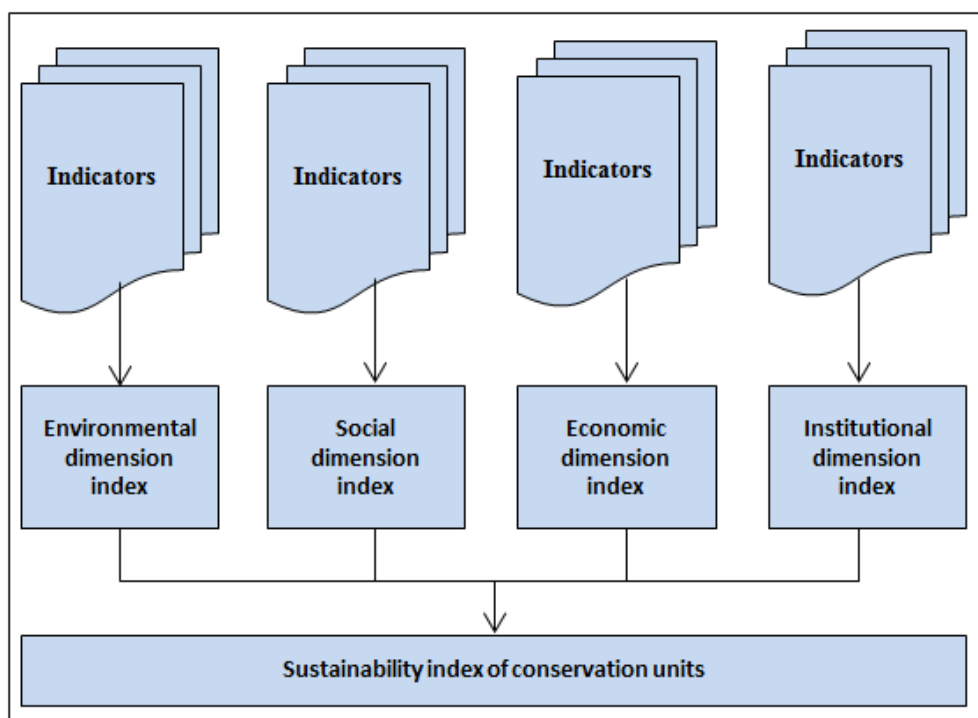 Indicators
Indicators
Indicators
Indicators
Environmental
dimension
index
Social
dimension
index
Economic
dimension
index
Institutional
dimension
index
Sustainability index of conservation units